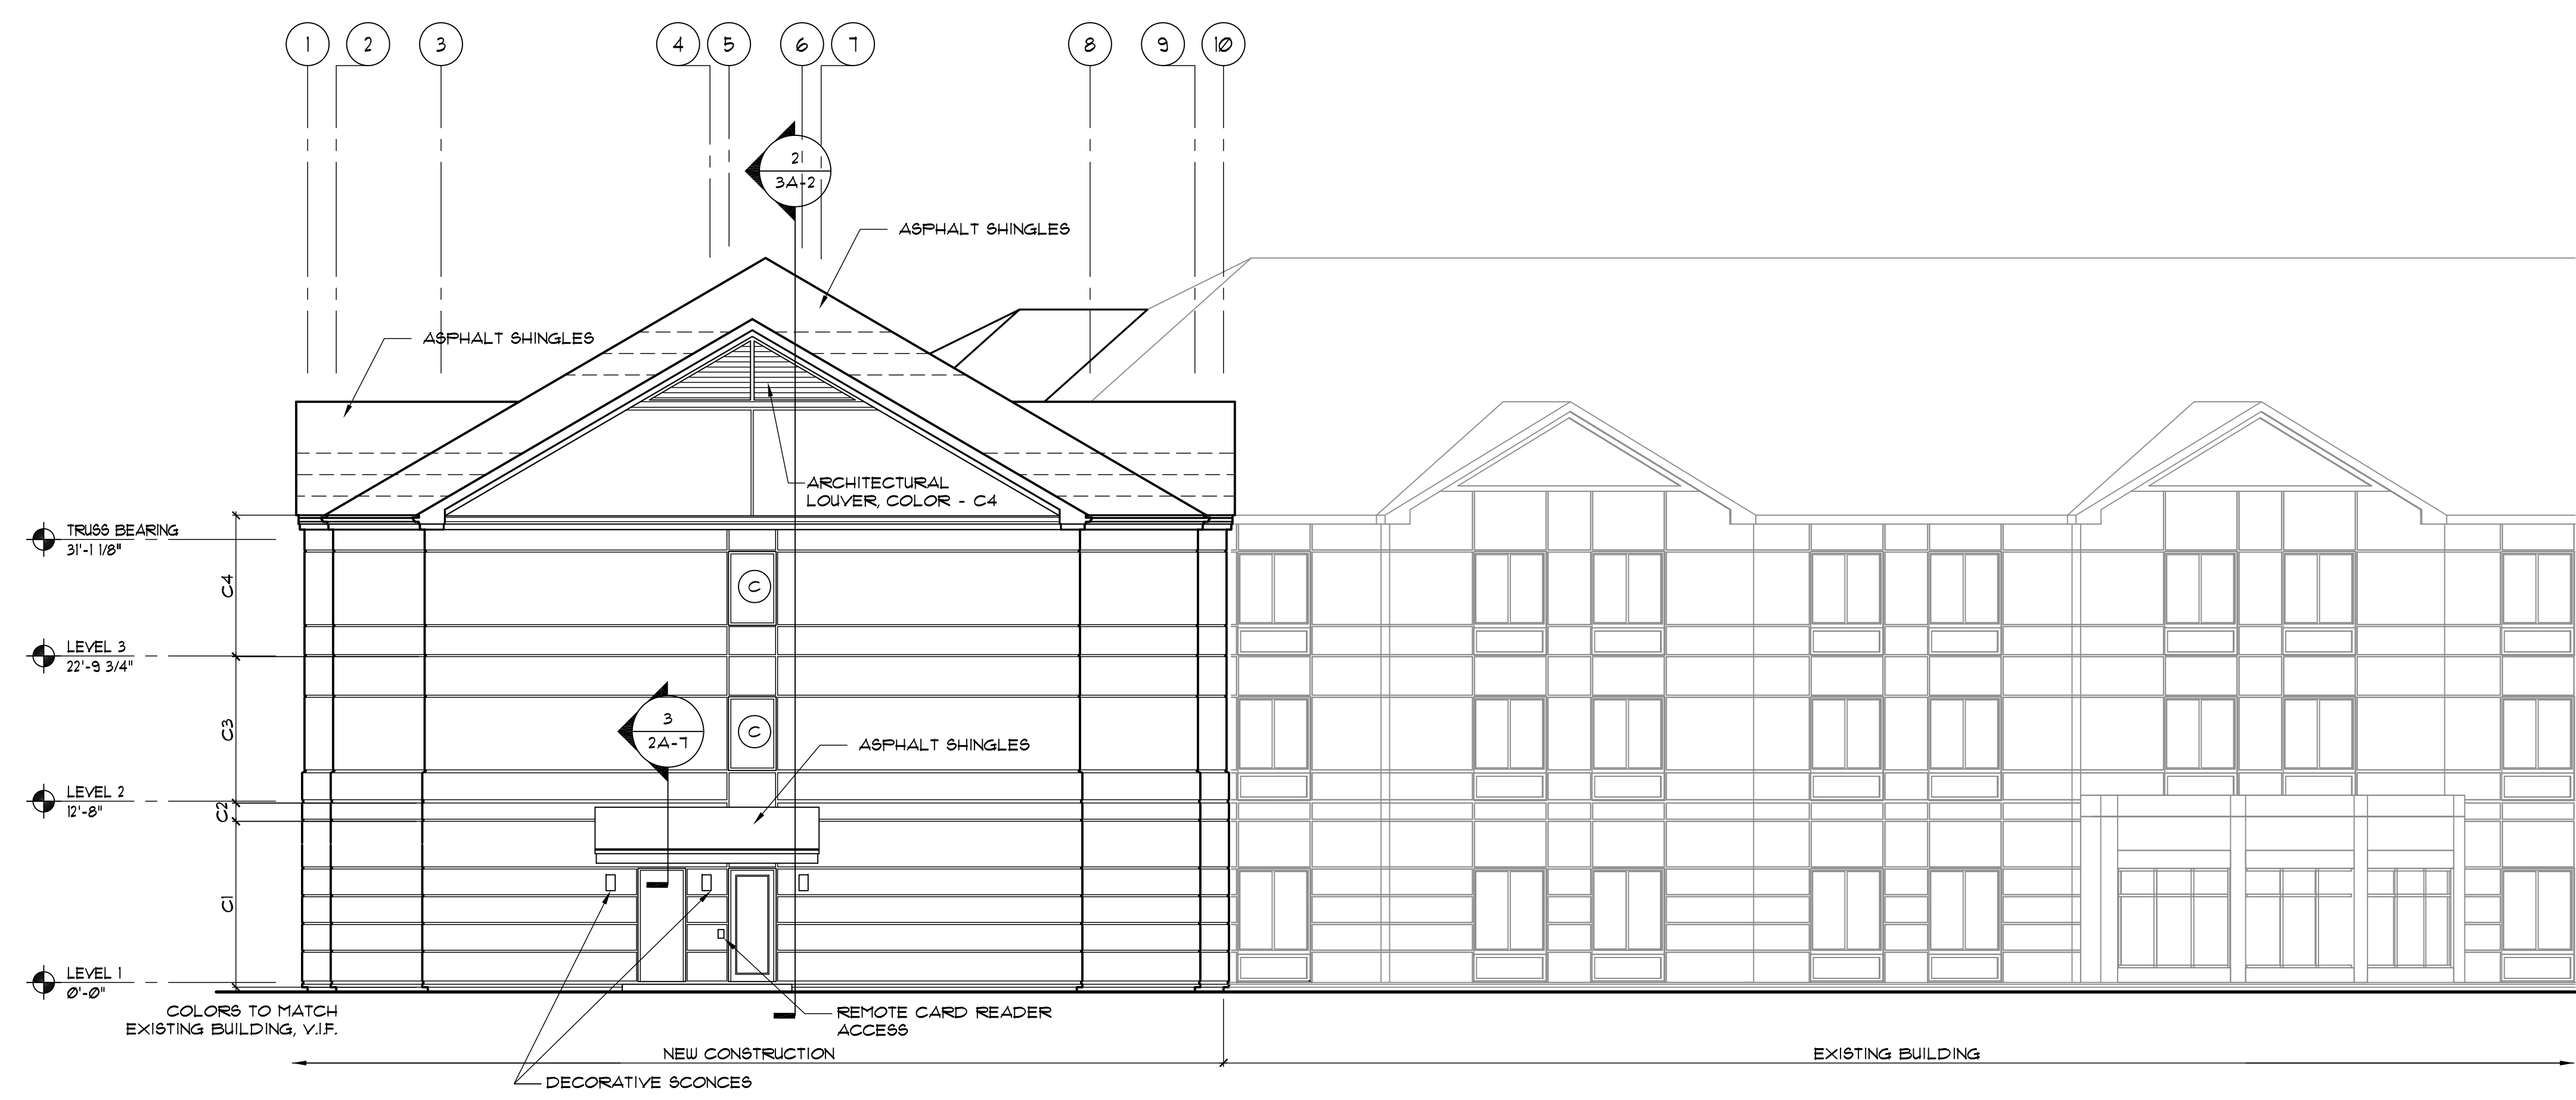 1
2
3
4
5
6
7
8
9
10
2
3A-2
ASPHALT SHINGLES
ASPHALT SHINGLES
ARCHITECTURAL
LOUVER, COLOR - C4
TRUSS BEARING
31'-1 1/8"
C4
C
LEVEL 3
22'-9 3/4"
C3
3
2A-7
C
ASPHALT SHINGLES
LEVEL 2
12'-8"
C2
C1
LEVEL 1
0'-0"
COLORS TO MATCH
EXISTING BUILDING, V.I.F.
REMOTE CARD READER
ACCESS
NEW CONSTRUCTION
EXISTING BUILDING
DECORATIVE SCONCES